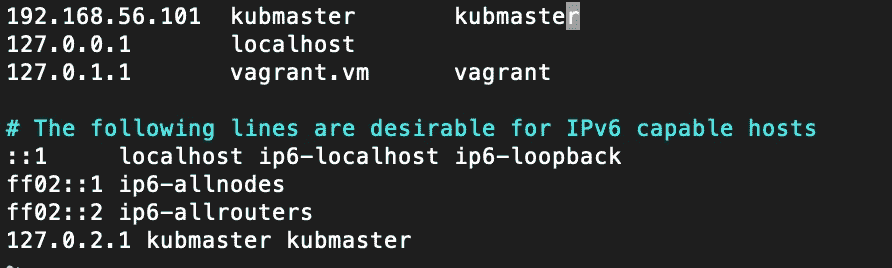 192.168.56.101  kubmaster       kubmaster
127.0.0.1       localhost
127.0.1.1       vagrant.vm      vagrant
# The following lines are desirable for IPv6 capable hosts
::1     localhost ip6-localhost ip6-loopback
ff02::1 ip6-allnodes
ff02::2 ip6-allrouters
127.0.2.1 kubmaster kubmaster